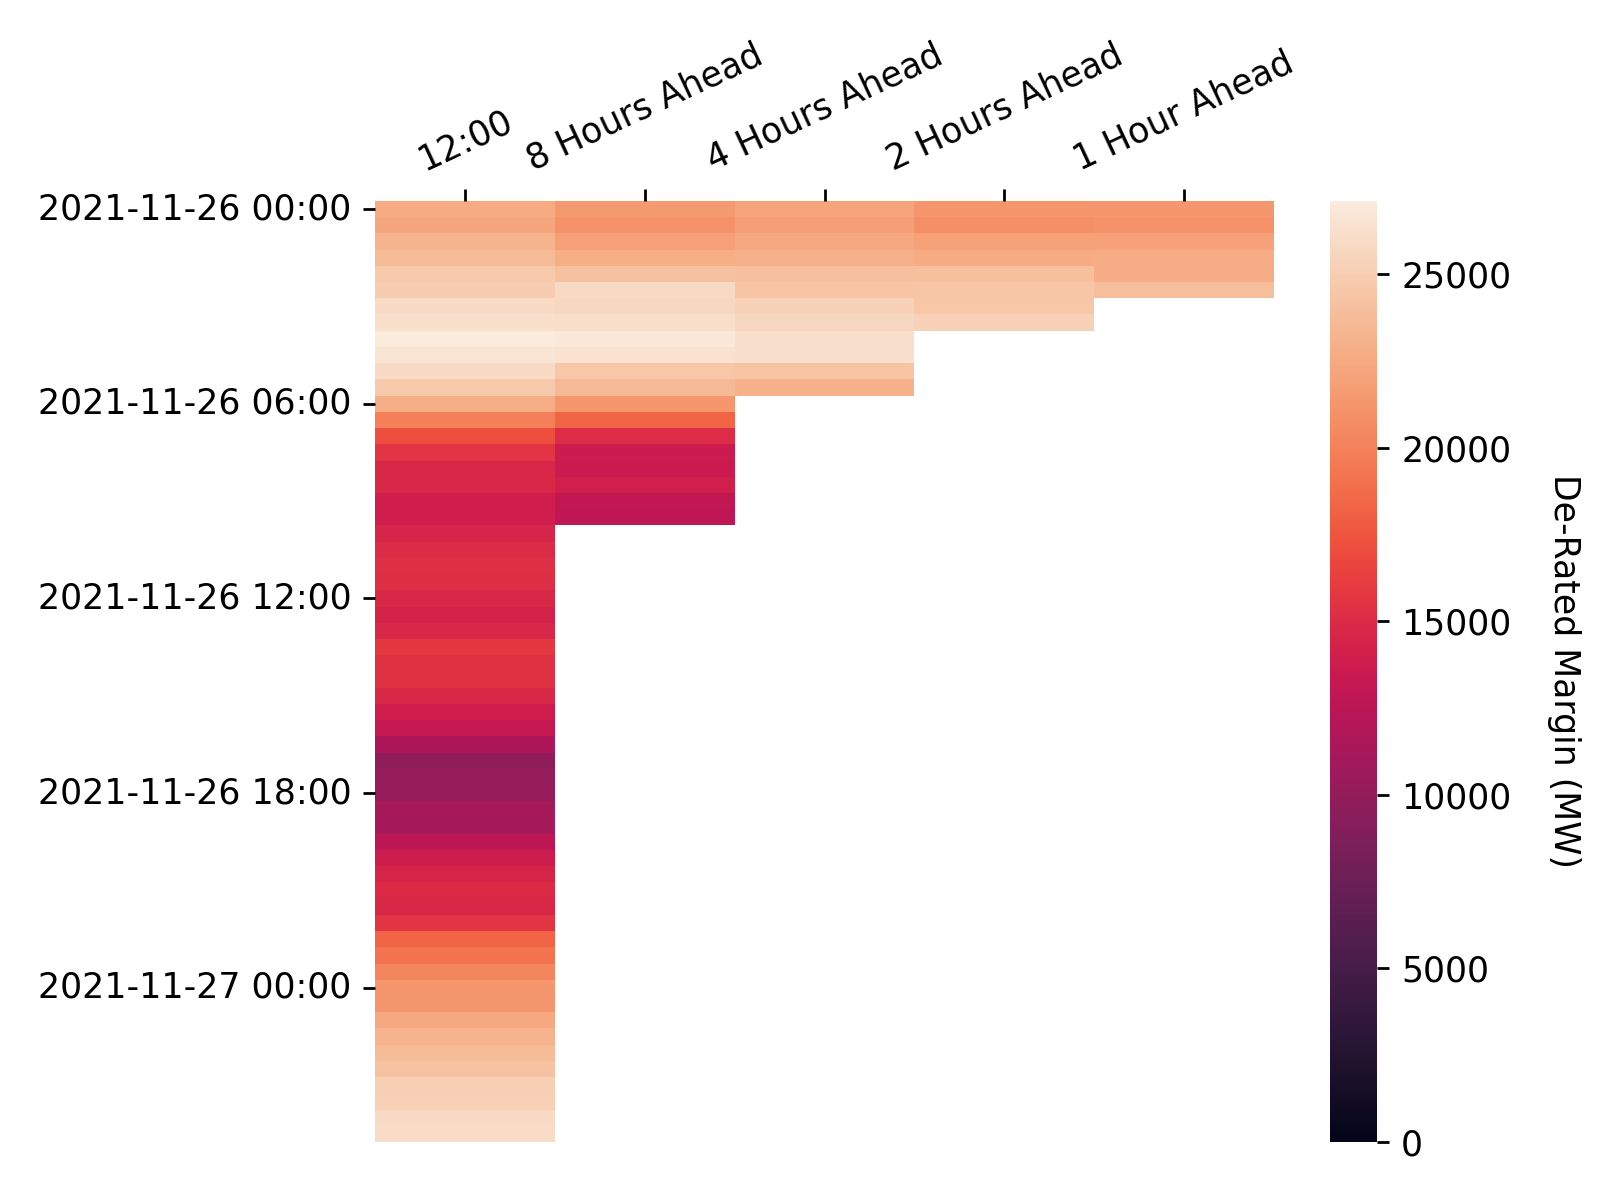 12:00
8 Hours Ahead
4 Hours Ahead
2 Hours Ahead
1 Hour Ahead
2021-11-26 00:00
2021-11-26 06:00
2021-11-26 12:00
2021-11-26 18:00
2021-11-27 00:00
25000
20000
15000
10000
5000
0
De-Rated Margin (MW)